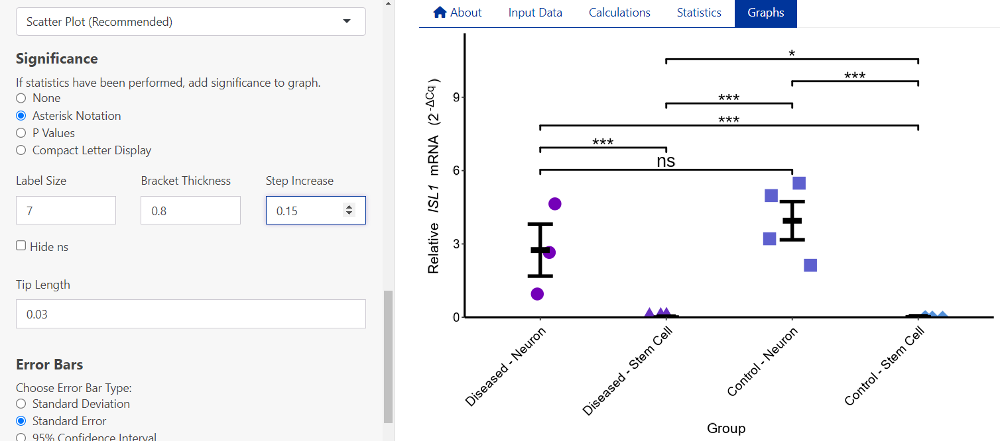 Scatter Plot (Recommended)
Significance
If statistics have been performed, add significance to graph.
None
Asterisk Notation
P Values
Compact Letter Display
Label Size Bracket Thickness Step Increase
7 0.8 0.15
Hide ns
Tip Length
0.03
Error Bars
Choose Error Bar Type:
Standard Deviation
Standard Error
95% Confidence Interval
About Input Data Calculations Statistics Graphs
*
***
***
***
***
ns
9
6
3
0
Relative ISL1 mRNA (2^-ΔCq)
Diseased - Neuron
Diseased - Stem Cell
Control - Neuron
Control - Stem Cell
Group